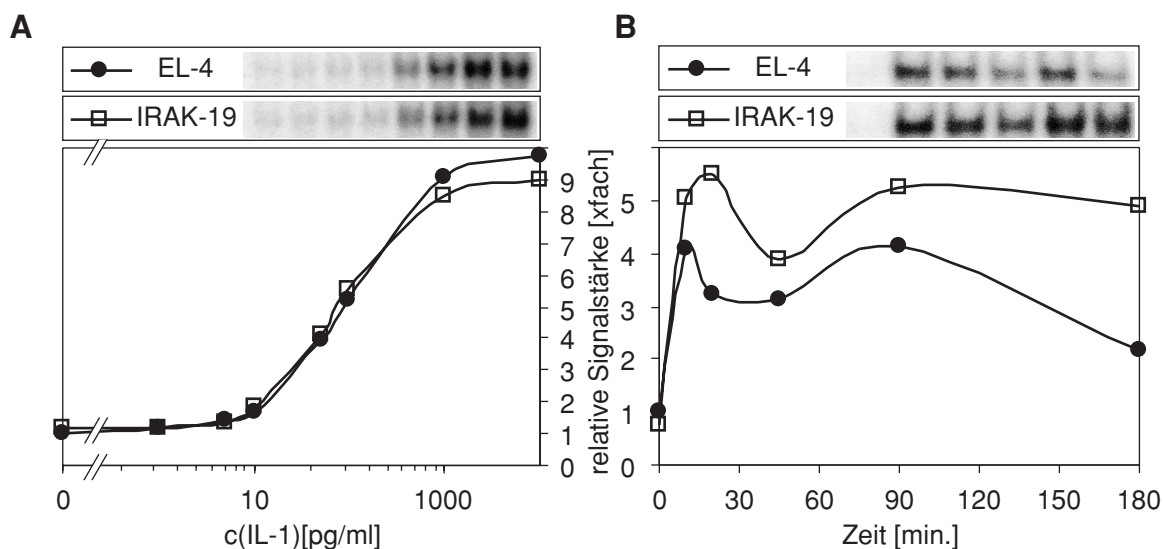 A
EL-4
IRAK-19
9
8
7
6
5
4
3
2
1
0
0 10 1000
c(IL-1)[pg/ml]
B
EL-4
IRAK-19
relative Signalstärke [xfach]
5
4
3
2
1
0
0 30 60 90 120 150 180
Zeit [min.]